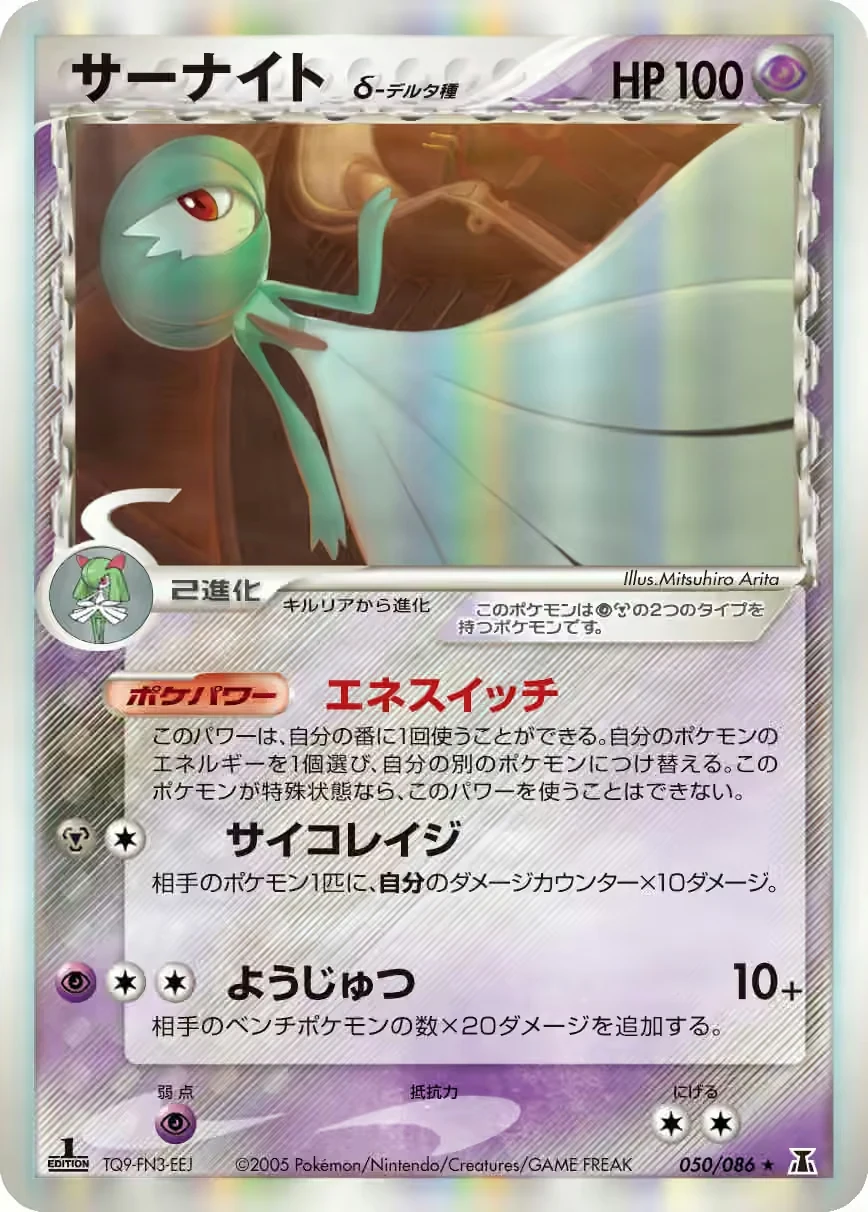 サーナイト δ-デルタ種 HP 100
Illus.Mitsuhiro Arita
己進化 キルリアから進化
このポケモンは の2つのタイプを
持つポケモンです。
ポケパワー エネスイッチ
このパワーは、自分の番に1回使うことができる。自分のポケモンの
エネルギーを1個選び、自分の別のポケモンにつけ替える。この
ポケモンが特殊状態なら、このパワーを使うことはできない。
サイコレイジ
相手のポケモン1匹に、自分のダメージカウンター×10ダメージ。
ようじゅつ 10+
相手のベンチポケモンの数×20ダメージを追加する。
弱点 抵抗力 にげる
1 EDITION TQ9-FN3-EEJ ©2005 Pokémon/Nintendo/Creatures/GAME FREAK 050/086 ★